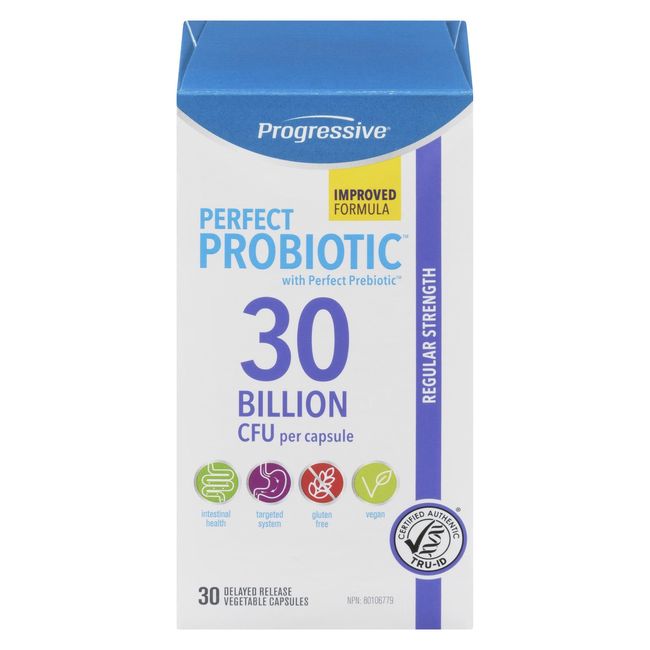 Progressive®
IMPROVED
FORMULA
PERFECT
PROBIOTIC™
with Perfect Prebiotic™
30
BILLION
CFU per capsule
REGULAR STRENGTH
intestinal
health
targeted
system
gluten
free
vegan
CERTIFIED AUTHENTIC
TRU-ID
®
30 DELAYED RELEASE
VEGETABLE CAPSULES
NPN: 80106779